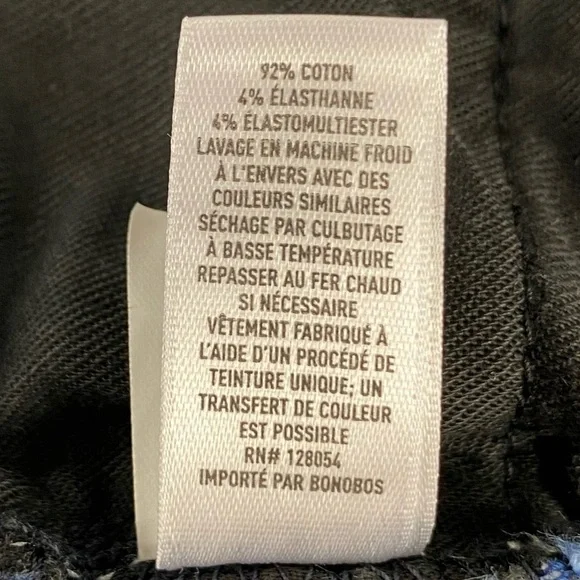 92% COTON
4% ÉLASTHANNE
4% ÉLASTOMULTIESTER
LAVAGE EN MACHINE FROID
À L'ENVERS AVEC DES
COULEURS SIMILAIRES
SÉCHAGE PAR CULBUTAGE
À BASSE TEMPÉRATURE
REPASSER AU FER CHAUD
SI NÉCESSAIRE
VÊTEMENT FABRIQUÉ À
L'AIDE D'UN PROCÉDÉ DE
TEINTURE UNIQUE; UN
TRANSFERT DE COULEUR
EST POSSIBLE
RN# 128054
IMPORTÉ PAR BONOBOS